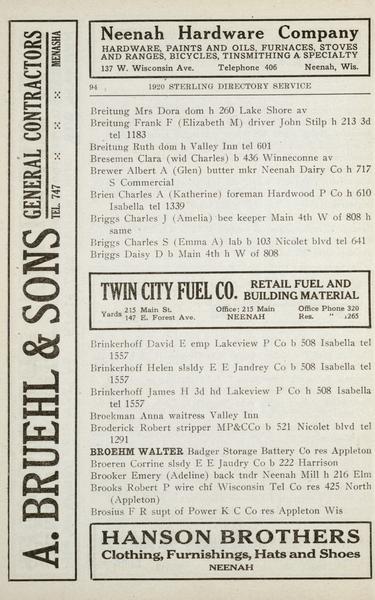 Neenah Hardware Company
HARDWARE, PAINTS AND OILS, FURNACES, STOVES
AND RANGES, BICYCLES, TINSMITHING A SPECIALTY
137 W. Wisconsin Ave. Telephone 406 Neenah, Wis.
94 1920 STERLING DIRECTORY SERVICE
Breitung Mrs Dora dom h 260 Lake Shore av
Breitung Frank F (Elizabeth M) driver John Stilp h 213 3d
tel 1183
Breitung Ruth dom h Valley Inn tel 601
Bresemen Clara (wid Charles) b 436 Winneconne av
Brewer Albert A (Glen) butter mkr Neenah Dairy Co h 717
S Commercial
Brien Charles A (Katherine) foreman Hardwood P Co h 610
Isabella tel 1339
Briggs Charles J (Amelia) bee keeper Main 4th W of 808 h
same
Briggs Charles S (Emma A) lab b 103 Nicolet blvd tel 641
Briggs Daisy D b Main 4th h W of 808
TWIN CITY FUEL CO. RETAIL FUEL AND
BUILDING MATERIAL
Yards 215 Main St. Office: 215 Main Office Phone 320
147 E. Forest Ave. NEENAH Res. " 1265
Brinkerhoff David E emp Lakeview P Co b 508 Isabella tel
1557
Brinkerhoff Helen slsldy E E Jandrey Co b 508 Isabella tel
1557
Brinkerhoff James H 3d hd Lakeview P Co h 508 Isabella
tel 1557
Brockman Anna waitress Valley Inn
Broderick Robert stripper MP&CCo b 521 Nicolet blvd tel
1291
BROEHM WALTER Badger Storage Battery Co res Appleton
Broeren Corrine slsdy E E Jaudry Co b 222 Harrison
Brooker Emery (Adeline) back tndr Neenah Mill h 216 Elm
Brooks Robert P wire chf Wisconsin Tel Co res 425 North
(Appleton)
Brosius F R supt of Power K C Co res Appleton Wis
HANSON BROTHERS
Clothing, Furnishings, Hats and Shoes
NEENAH
A. BRUEHL & SONS
GENERAL CONTRACTORS
TEL 747 :: :: MENASHA